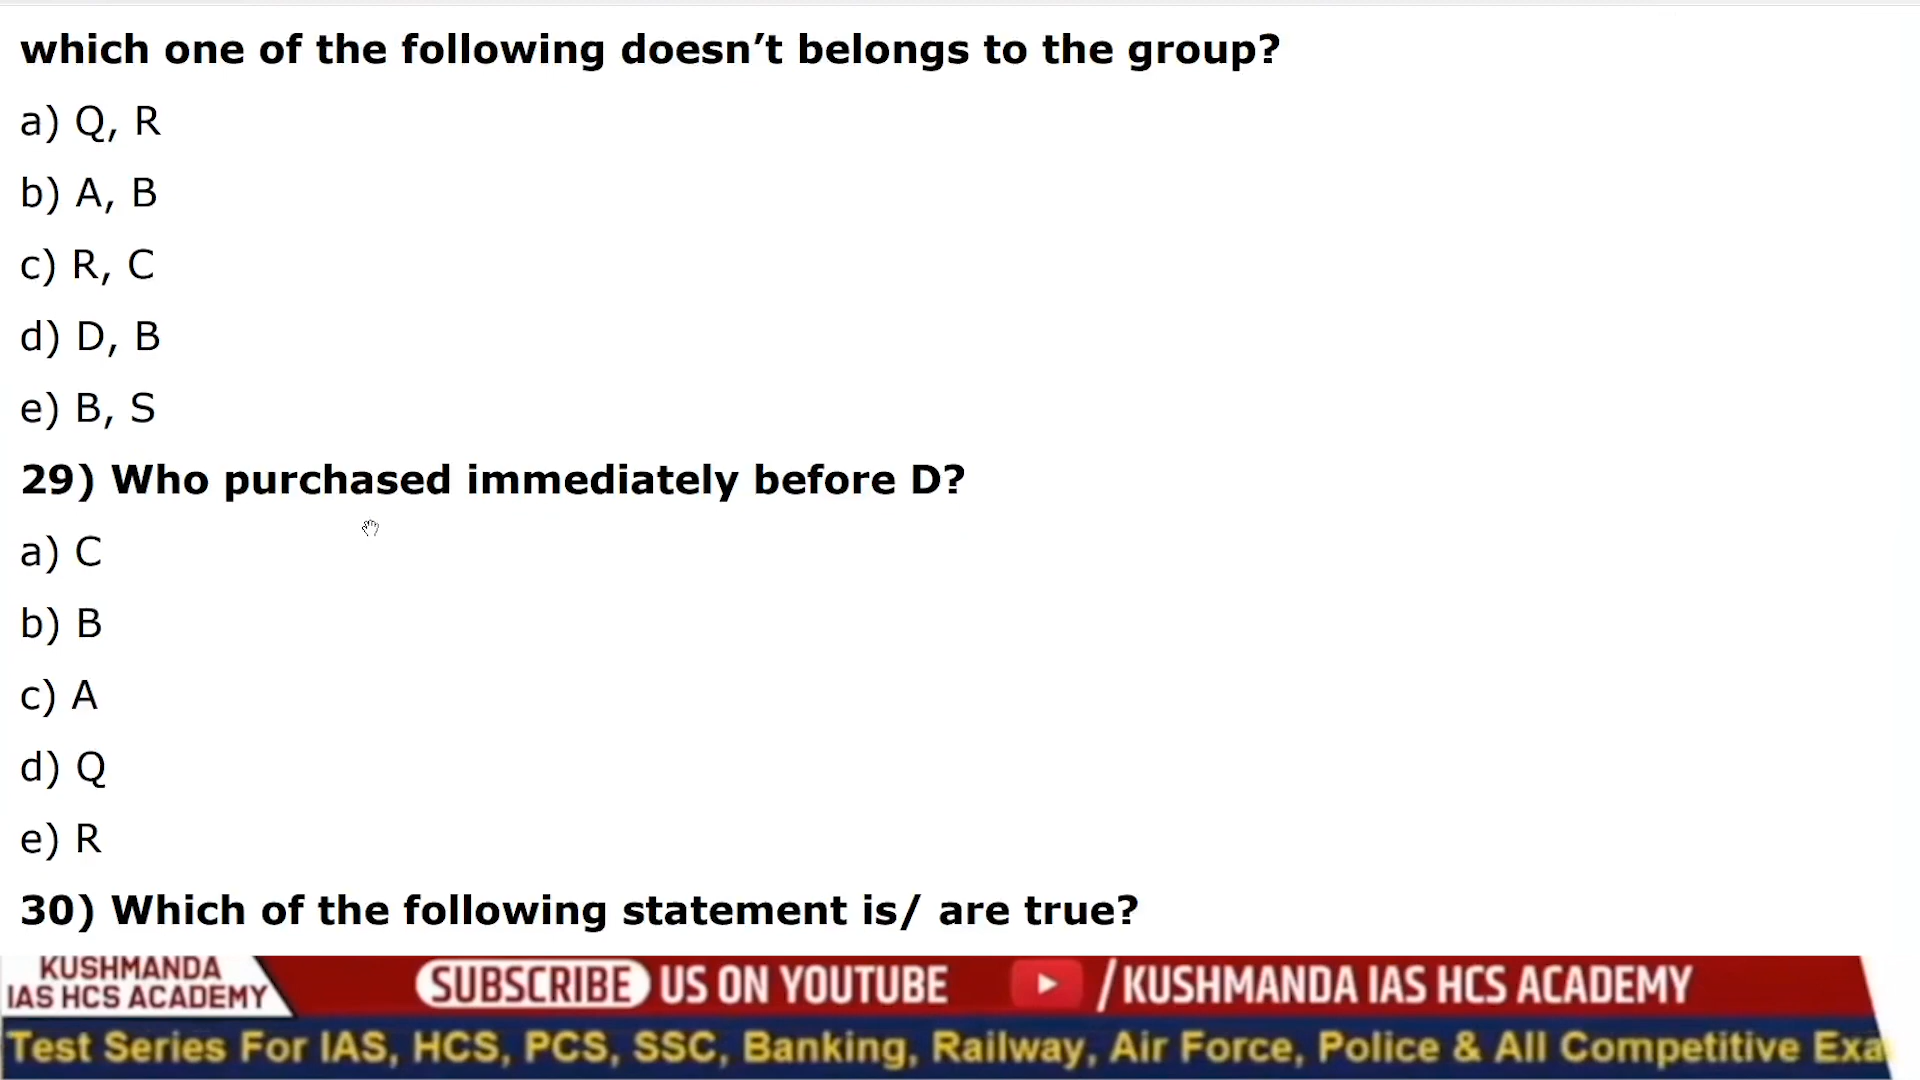 which one of the following doesn’t belongs to the group?
a) Q, R
b) A, B
c) R, C
d) D, B
e) B, S
29) Who purchased immediately before D?
a) C
b) B
c) A
d) Q
e) R
30) Which of the following statement is/ are true?
KUSHMANDA
IAS HCS ACADEMY
SUBSCRIBE US ON YOUTUBE /KUSHMANDA IAS HCS ACADEMY
Test Series For IAS, HCS, PCS, SSC, Banking, Railway, Air Force, Police & All Competitive Exa